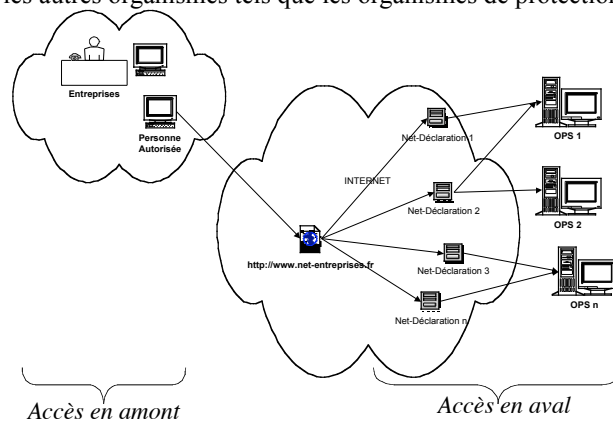 les autres organismes tels que les organismes de protection
Entreprises
Personne
Autorisée
INTERNET
http://www.net-entreprises.fr
Net-Déclaration 1
Net-Déclaration 2
Net-Déclaration 3
Net-Déclaration n
OPS 1
OPS 2
OPS n
Accès en amont
Accès en aval